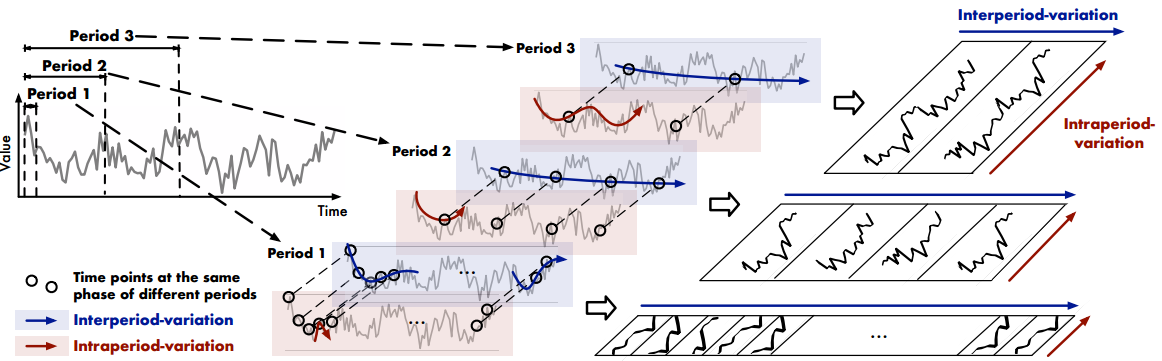 Interperiod-variation
Period 3
Period 3
Period 2
Period 1
Value
Intraperiod-
variation
Period 2
Time
Period 1
...
Time points at the same
phase of different periods
Interperiod-variation
...
...
Intraperiod-variation